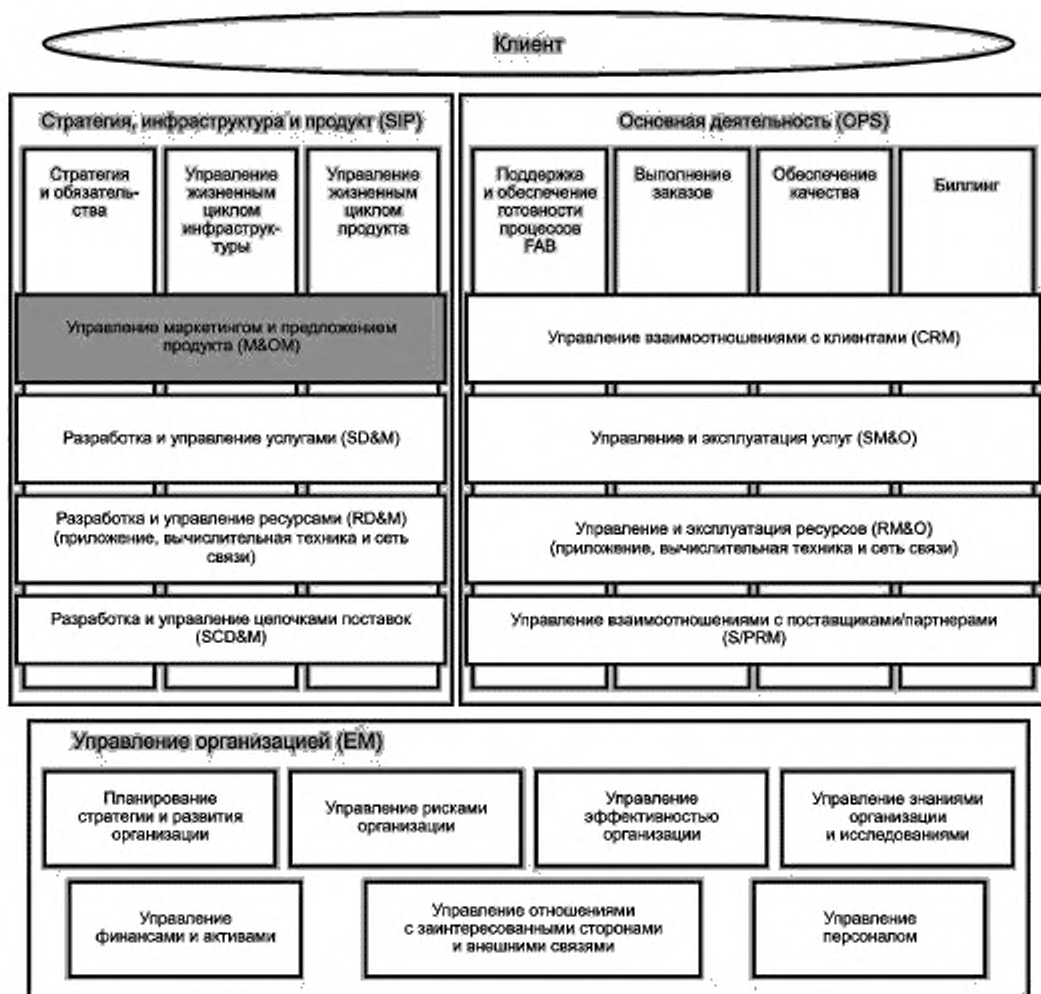 Клиент
Стратегия, инфраструктура и продукт (SIP)
Основная деятельность (OPS)
Стратегия
и обязатель-
ства
Управление
жизненным
циклом
инфраструк-
туры
Управление
жизненным
циклом
продукта
Поддержка
и обеспечение
готовности
процессов
FAB
Выполнение
заказов
Обеспечение
качества
Биллинг
Управление маркетингом и предложением
продукта (M&OM)
Управление взаимоотношениями с клиентами (CRM)
Разработка и управление услугами (SD&M)
Управление и эксплуатация услуг (SM&O)
Разработка и управление ресурсами (RD&M)
(приложение, вычислительная техника и сеть
связи)
Управление и эксплуатация ресурсов (RM&O)
(приложение, вычислительная техника и сеть связи)
Разработка и управление цепочками поставок
(SCD&M)
Управление взаимоотношениями с поставщиками/партнерами
(S/PRM)
Управление организацией (EM)
Планирование
стратегии и развития
организации
Управление рисками
организации
Управление
эффективностью
организации
Управление знаниями
организации
и исследованиями
Управление
финансами и активами
Управление отношениями
с заинтересованными сторонами
и внешними связями
Управление
персоналом